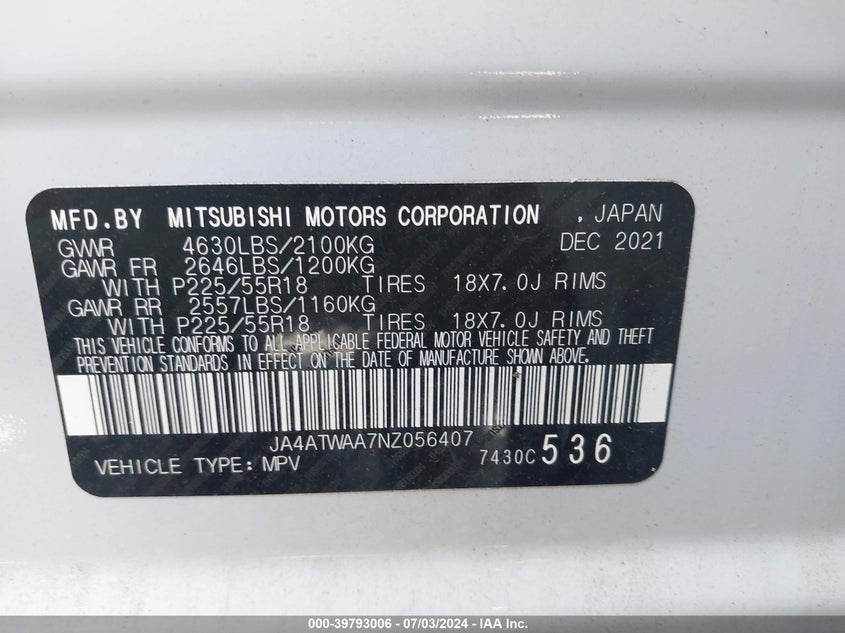 MFD.BY MITSUBISHI MOTORS CORPORATION , JAPAN
GVWR 4630LBS/2100KG DEC 2021
GAWR FR 2646LBS/1200KG
WITH P225/55R18 TIRES 18X7.0J RIMS
GAWR RR 2557LBS/1160KG
WITH P225/55R18 TIRES 18X7.0J RIMS
THIS VEHICLE CONFORMS TO ALL APPLICABLE FEDERAL MOTOR VEHICLE SAFETY AND THEFT
PREVENTION STANDARDS IN EFFECT ON THE DATE OF MANUFACTURE SHOWN ABOVE.
JA4ATWAA7NZ056407
VEHICLE TYPE: MPV 7430C 536
000-39793006 - 07/03/2024 - IAA Inc.